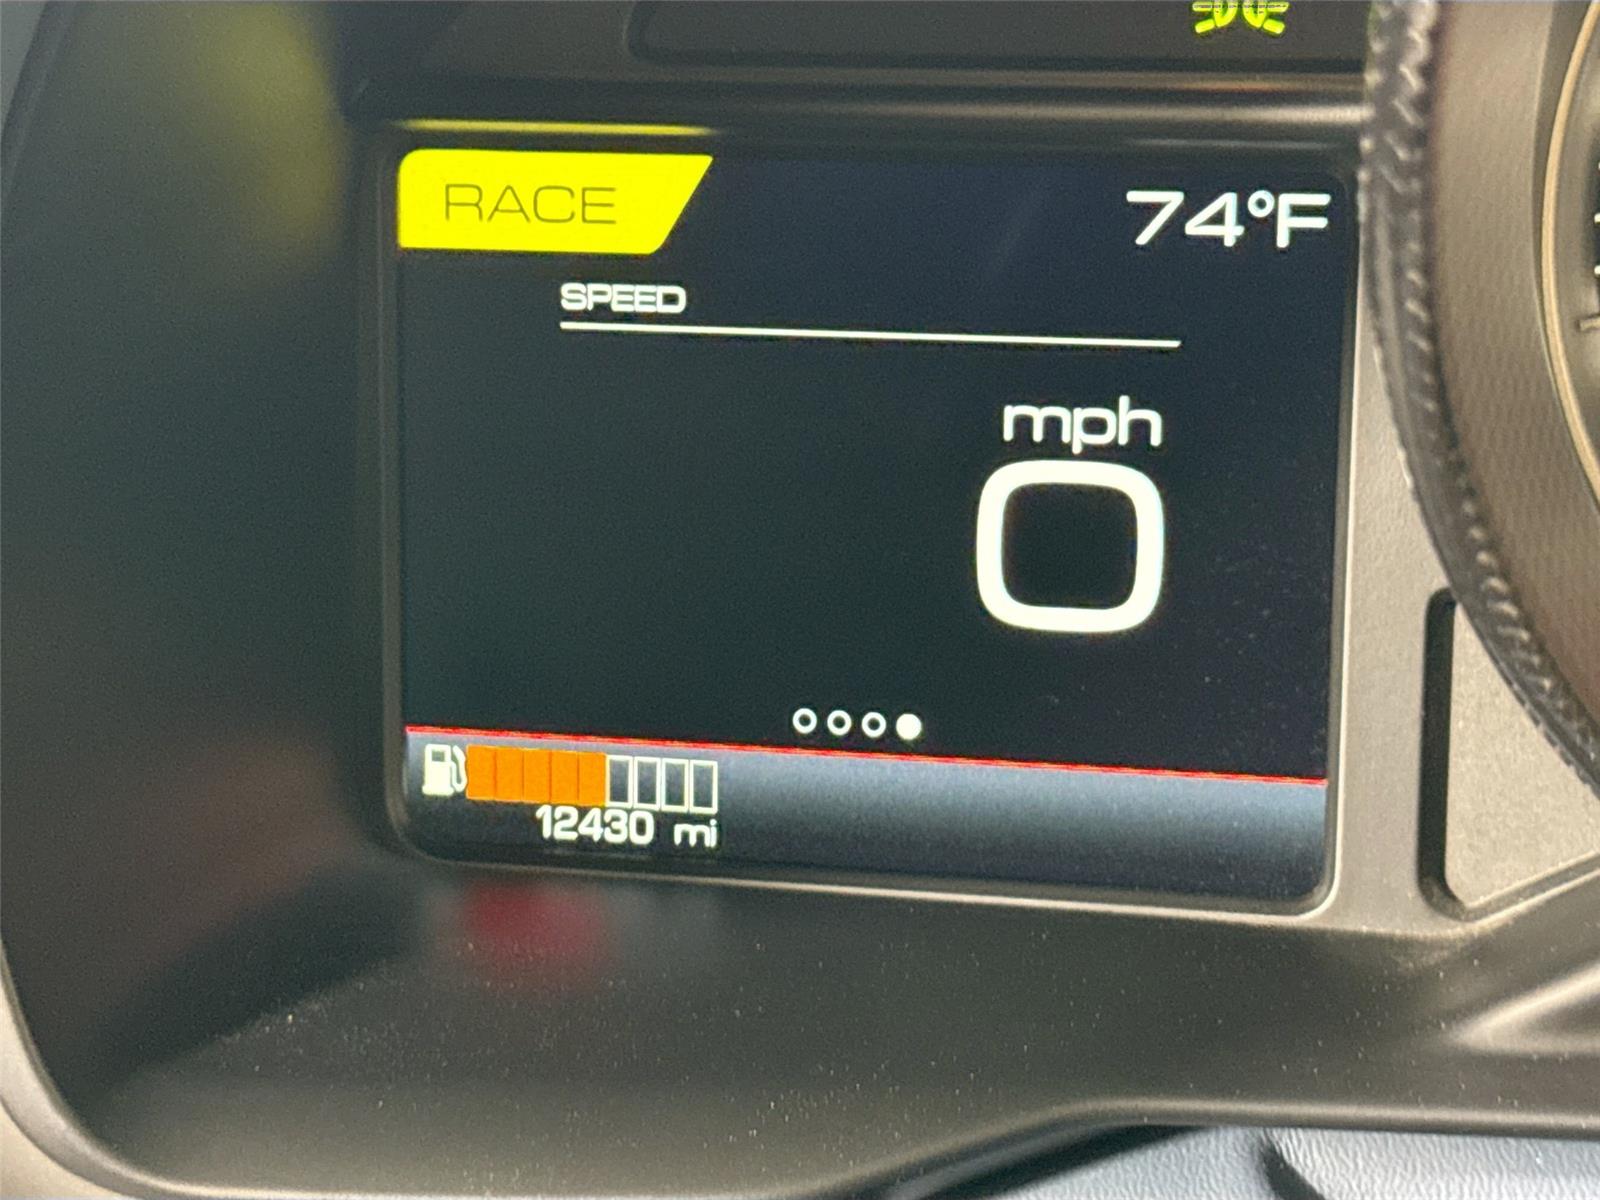 RACE
74°F
SPEED
mph
0
12430 mi